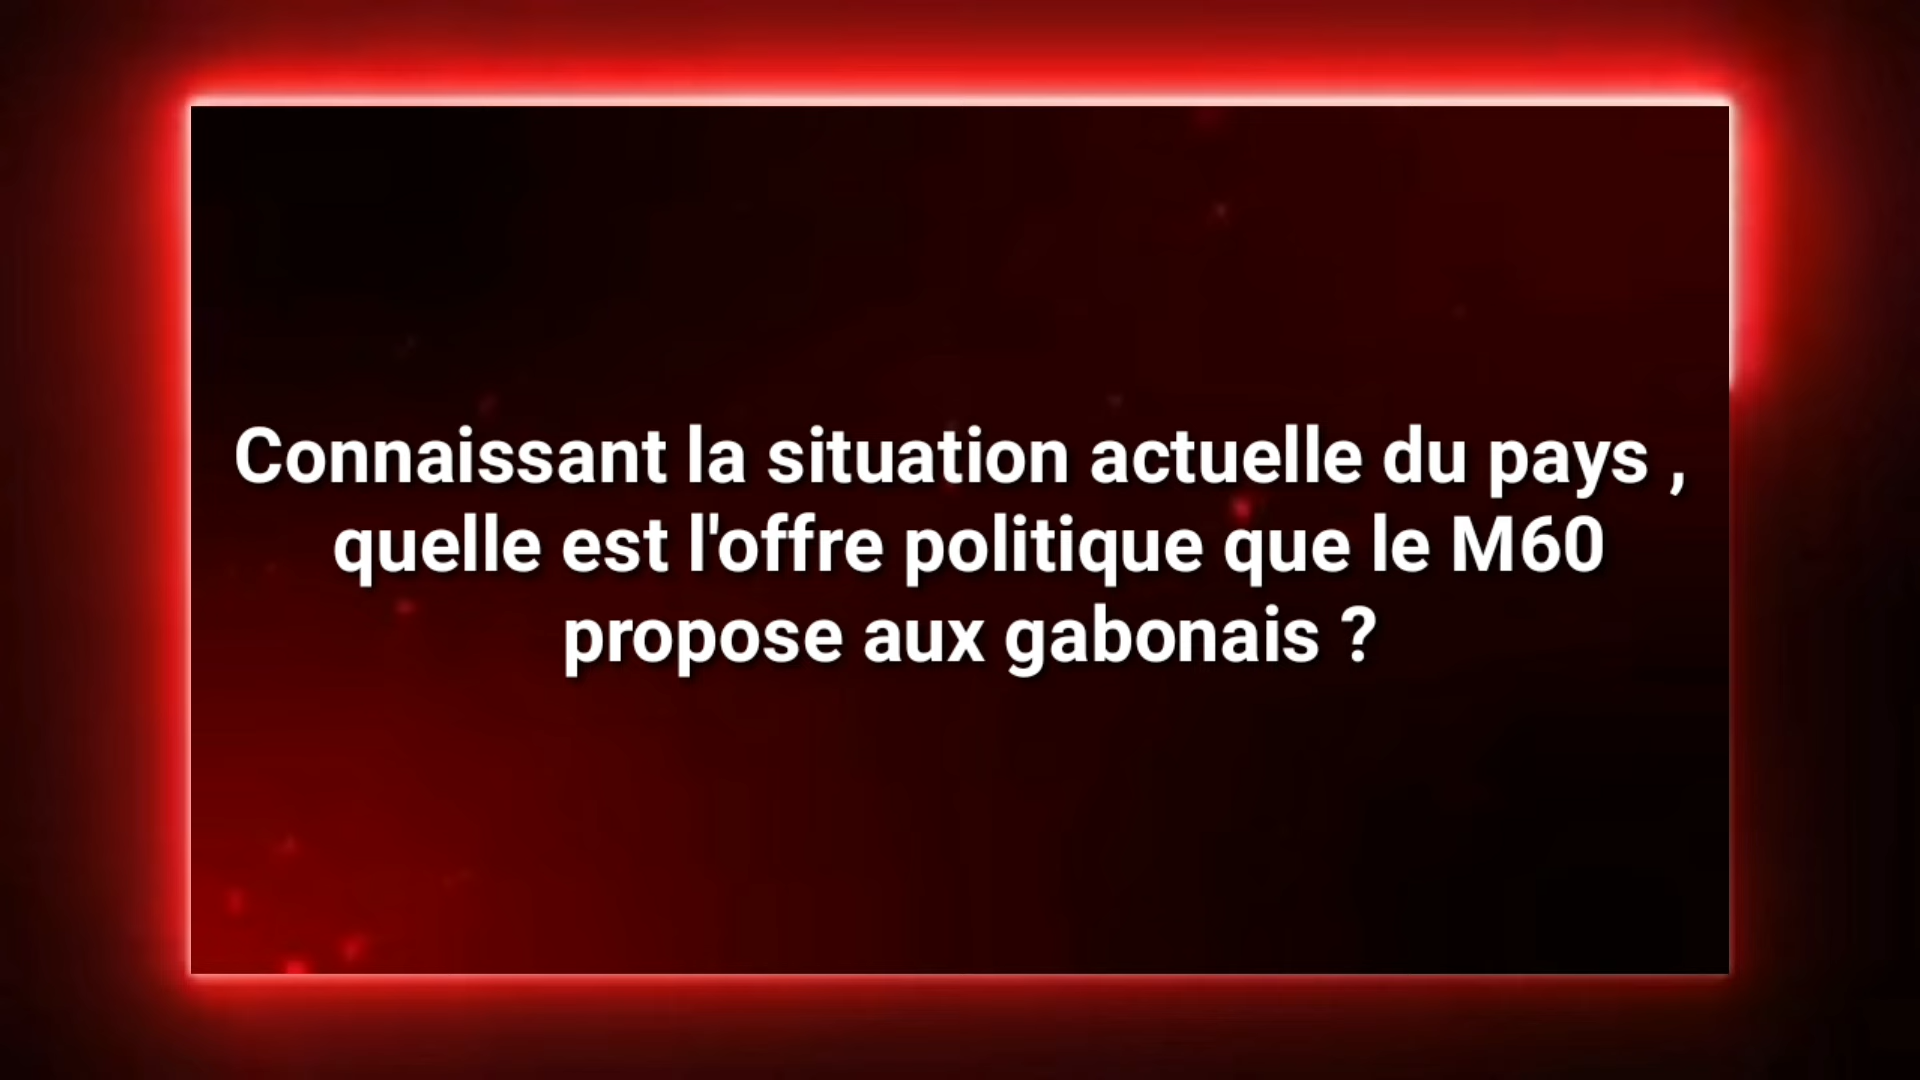 Connaissant la situation actuelle du pays ,
quelle est l'offre politique que le M60
propose aux gabonais ?